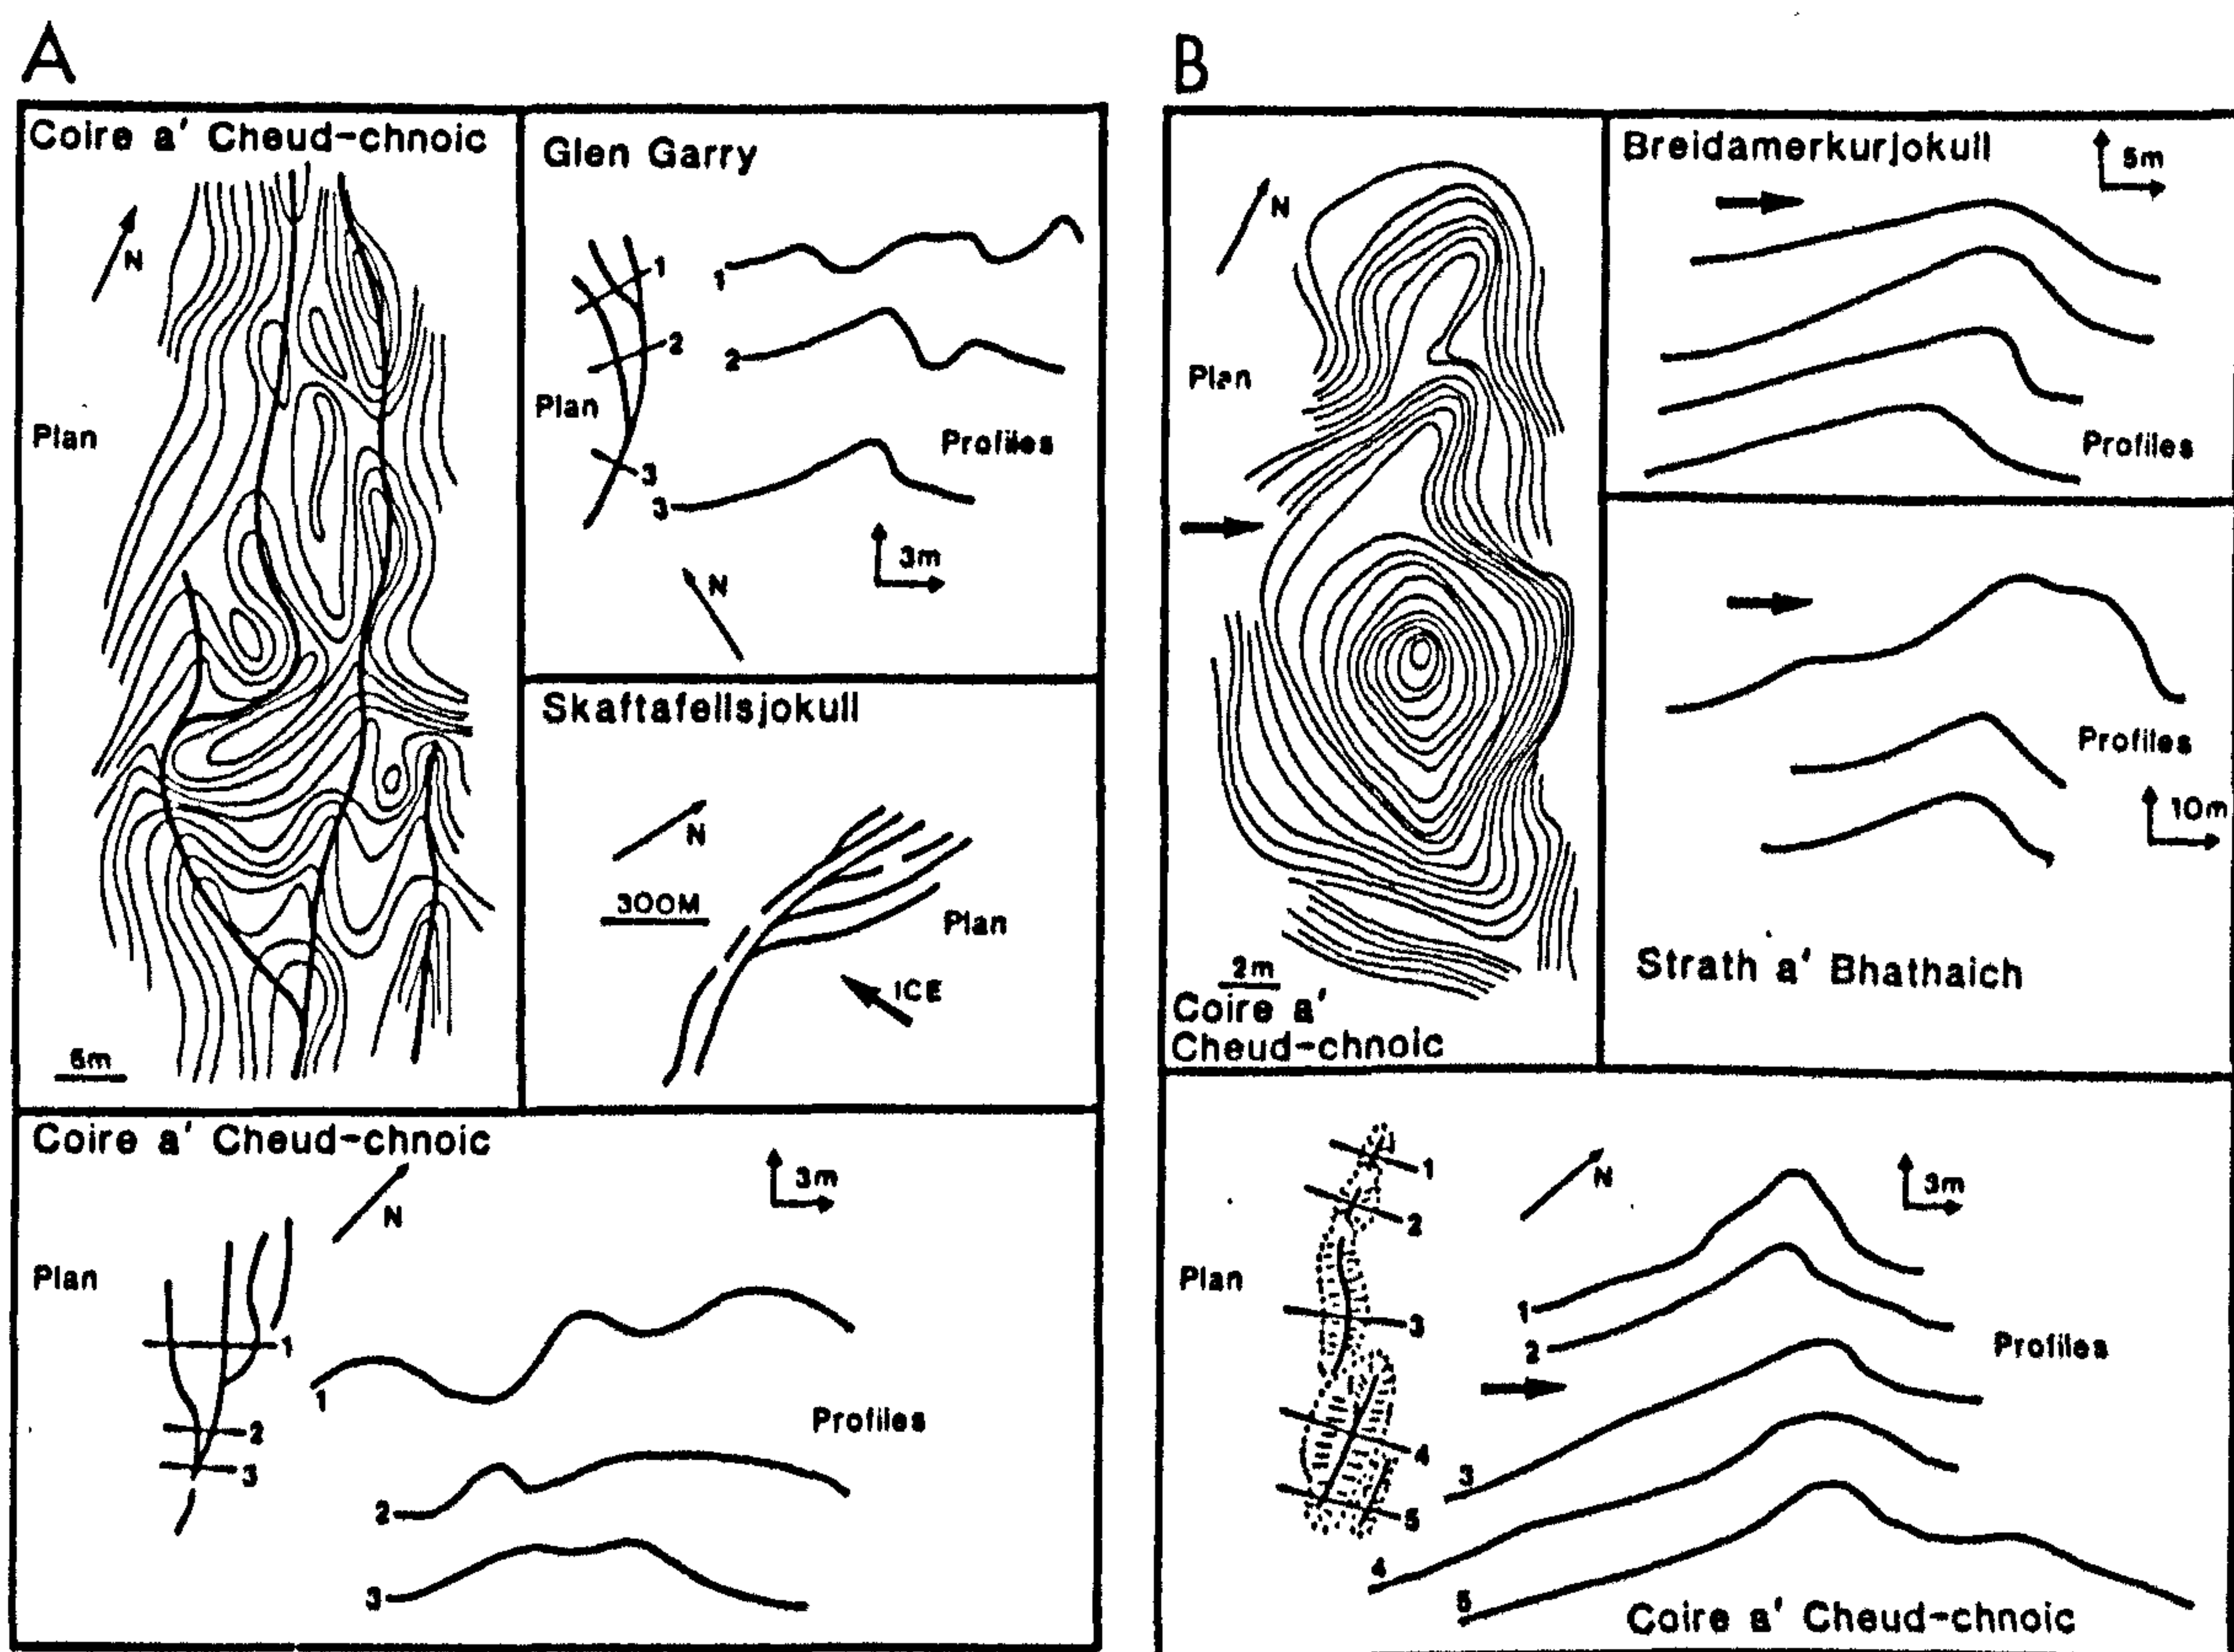 A
Coire a' Cheud-chnoic
N
Plan
5m
Glen Garry
1
2
Plan
3
1
2
Profiles
3
3m
N
Skaftafellsjokull
N
300M
Plan
ICE
Coire a' Cheud-chnoic
N
3m
Plan
1
2
3
1
Profiles
2
3
B
N
Plan
2m
Coire a'
Cheud-chnoic
Breidamerkurjokull
5m
Profiles
Profiles
10m
Strath a' Bhathaich
Plan
1
2
3
4
5
N
3m
1
2
Profiles
3
4
5
Coire a' Cheud-chnoic